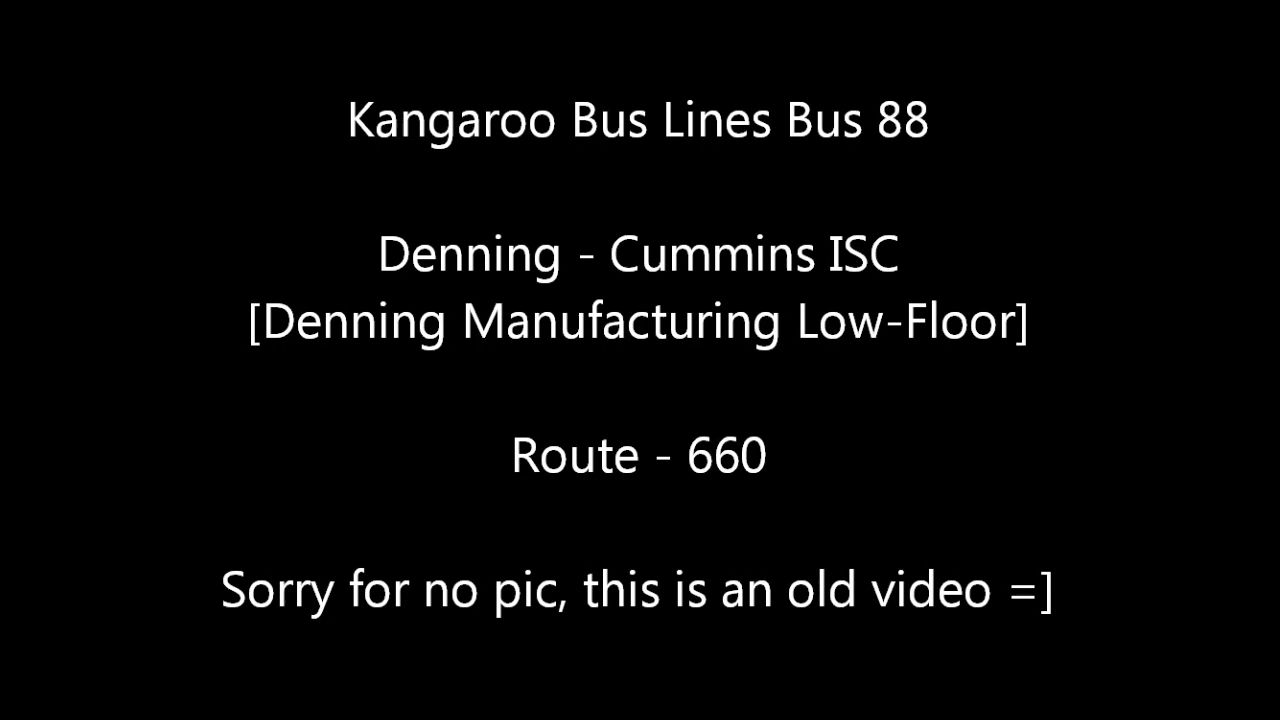 Kangaroo Bus Lines Bus 88
Denning - Cummins ISC
[Denning Manufacturing Low-Floor]
Route - 660
Sorry for no pic, this is an old video =]